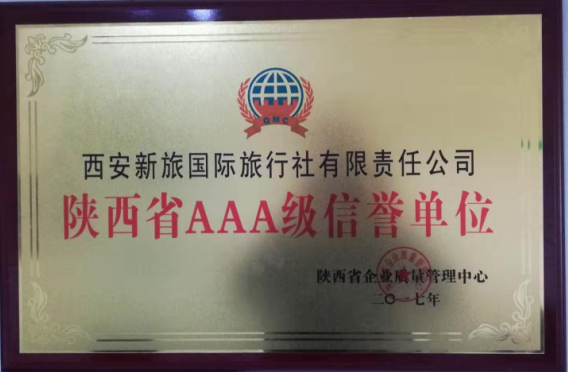 QMC
西安新旅国际旅行社有限责任公司
陕西省AAA级信誉单位
陕西省企业质量管理中心
二〇一七年